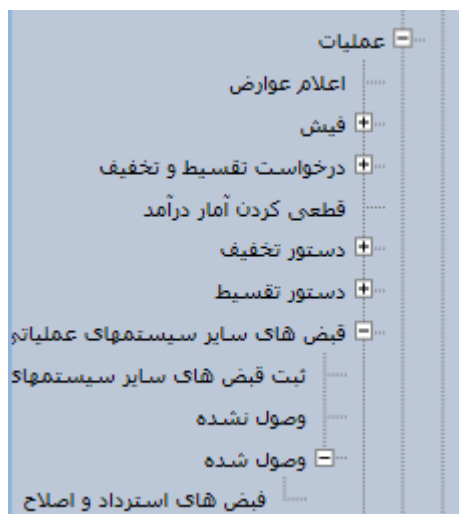 عملیات
اعلام عوارض
فیش
درخواست تقسیط و تخفیف
قطعی کردن آمار درآمد
دستور تخفیف
دستور تقسیط
قبض های سایر سیستمهای عملیاتی
ثبت قبض های سایر سیستمهای
وصول نشده
وصول شده
قبض های استرداد و اصلاح